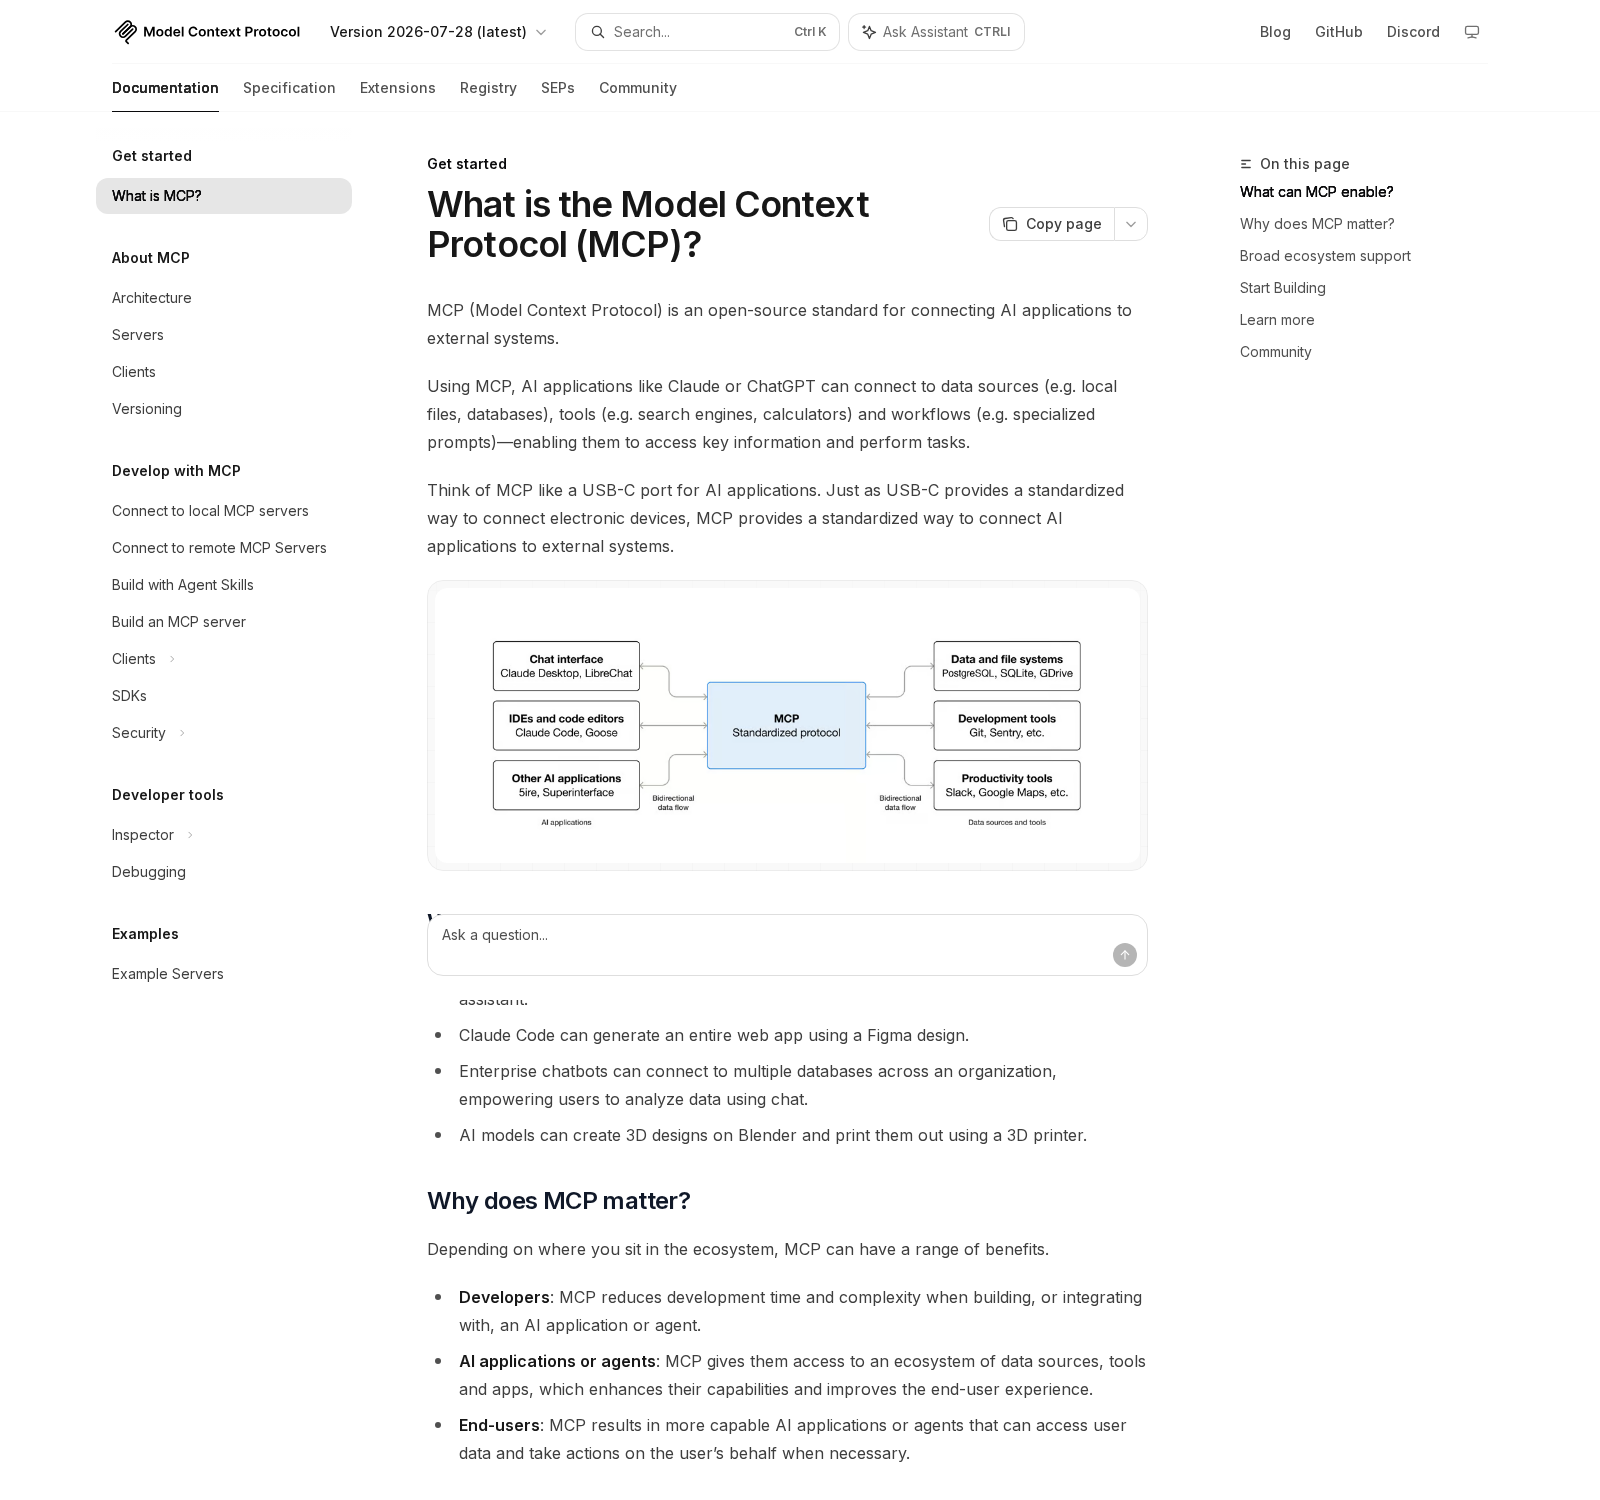 Model Context Protocol
Version 2026-07-28 (latest)
Search...
Ctrl K
Ask Assistant
CTRLI
Blog
GitHub
Discord
Documentation
Specification
Extensions
Registry
SEPs
Community
Get started
What is MCP?
About MCP
Architecture
Servers
Clients
Versioning
Develop with MCP
Connect to local MCP servers
Connect to remote MCP Servers
Build with Agent Skills
Build an MCP server
Clients
SDKs
Security
Developer tools
Inspector
Debugging
Examples
Example Servers
Get started
What is the Model Context
Protocol (MCP)?
Copy page
MCP (Model Context Protocol) is an open-source standard for connecting AI applications to
external systems.
Using MCP, AI applications like Claude or ChatGPT can connect to data sources (e.g. local
files, databases), tools (e.g. search engines, calculators) and workflows (e.g. specialized
prompts)—enabling them to access key information and perform tasks.
Think of MCP like a USB-C port for AI applications. Just as USB-C provides a standardized
way to connect electronic devices, MCP provides a standardized way to connect AI
applications to external systems.
Chat interface
Claude Desktop, LibreChat
IDEs and code editors
Claude Code, Goose
Other AI applications
5ire, Superinterface
AI applications
Bidirectional
data flow
MCP
Standardized protocol
Bidirectional
data flow
Data and file systems
PostgreSQL, SQLite, GDrive
Development tools
Git, Sentry, etc.
Productivity tools
Slack, Google Maps, etc.
Data sources and tools
Ask a question...
assistant.
Claude Code can generate an entire web app using a Figma design.
Enterprise chatbots can connect to multiple databases across an organization,
empowering users to analyze data using chat.
AI models can create 3D designs on Blender and print them out using a 3D printer.
Why does MCP matter?
Depending on where you sit in the ecosystem, MCP can have a range of benefits.
Developers: MCP reduces development time and complexity when building, or integrating
with, an AI application or agent.
AI applications or agents: MCP gives them access to an ecosystem of data sources, tools
and apps, which enhances their capabilities and improves the end-user experience.
End-users: MCP results in more capable AI applications or agents that can access user
data and take actions on the user’s behalf when necessary.
On this page
What can MCP enable?
Why does MCP matter?
Broad ecosystem support
Start Building
Learn more
Community